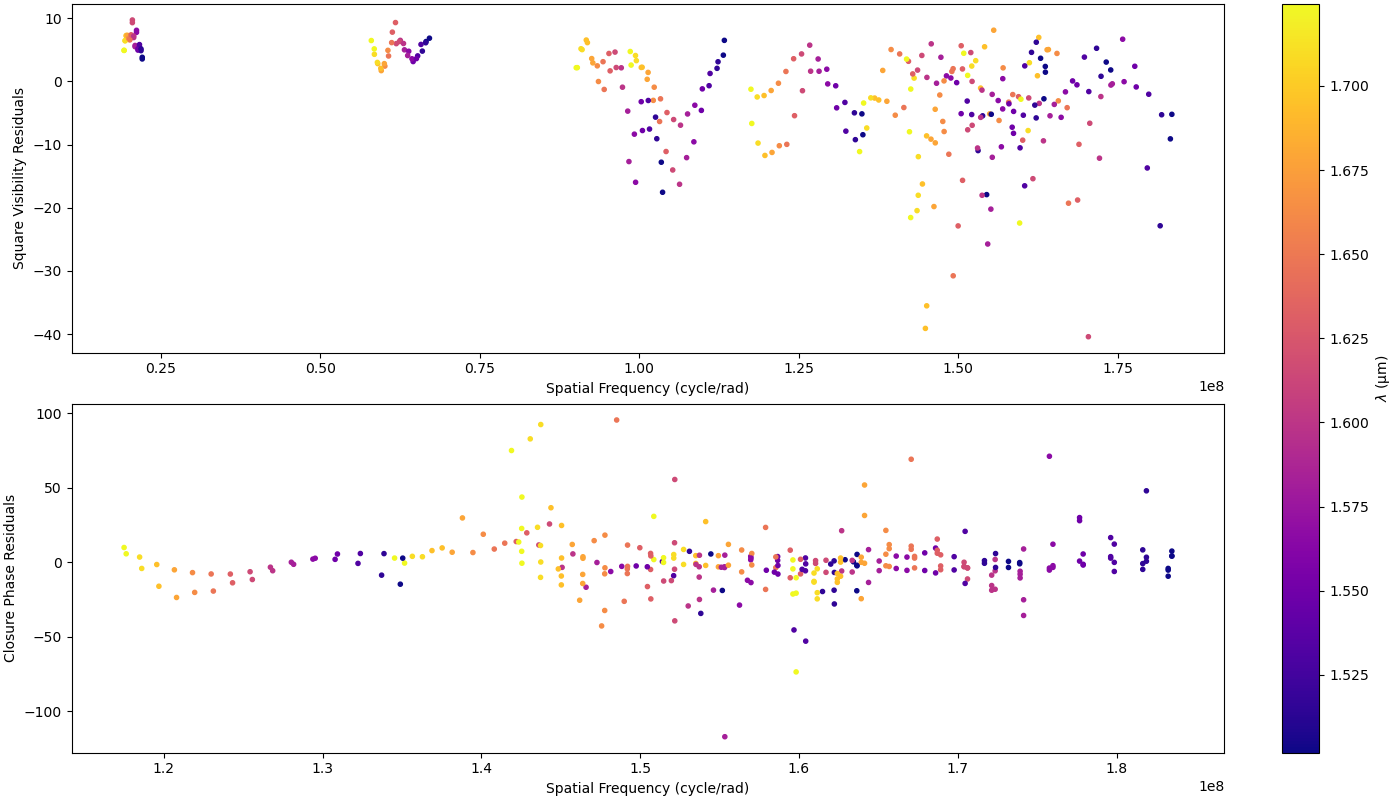 10
0
−10
−20
−30
−40
Square Visibility Residuals
0.25 0.50 0.75 1.00 1.25 1.50 1.75
1e8
Spatial Frequency (cycle/rad)
100
50
0
−50
−100
Closure Phase Residuals
1.2 1.3 1.4 1.5 1.6 1.7 1.8
1e8
Spatial Frequency (cycle/rad)
1.700
1.675
1.650
1.625
1.600
1.575
1.550
1.525
λ (μm)